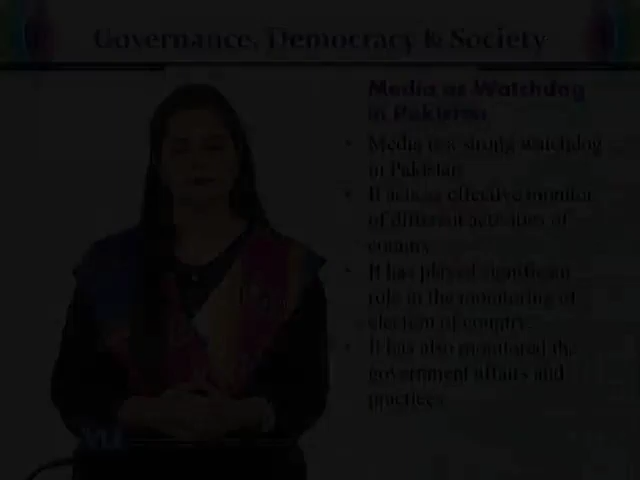 Governance, Democracy & Society
Media as Watchdog
in Pakistan
• Media is a strong watchdog
in Pakistan
• It acts as effective monitor
of different activities of
country
• It has played significant
role in the monitoring of
election of country.
• It has also monitored the
government affairs and
practices
VU